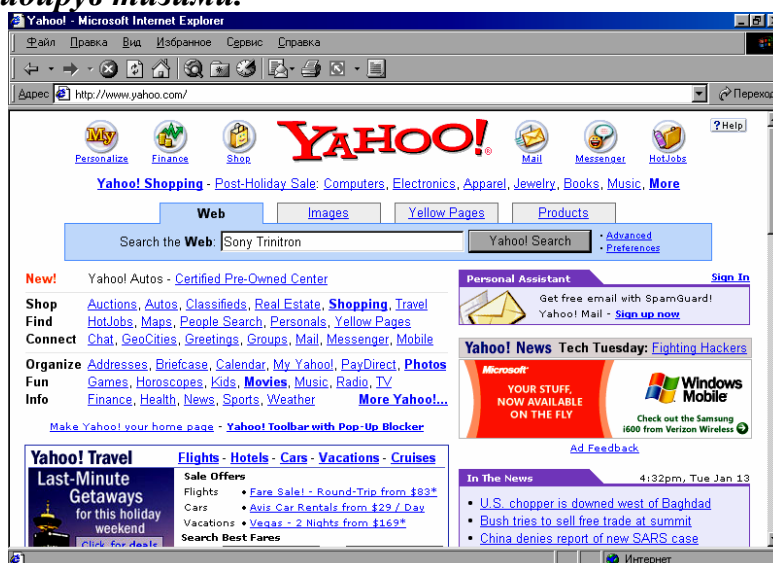 Yahoo! - Microsoft Internet Explorer
Файл Правка Вид Избранное Сервис Справка
Адрес http://www.yahoo.com/ Переход
My YAHOO! ?Help
Personalize Finance Shop Mail Messenger HotJobs
Yahoo! Shopping - Post-Holiday Sale: Computers, Electronics, Apparel, Jewelry, Books, Music, More
Web Images Yellow Pages Products
Search the Web: Sony Trinitron Yahoo! Search · Advanced
· Preferences
New! Yahoo! Autos - Certified Pre-Owned Center
Shop Auctions, Autos, Classifieds, Real Estate, Shopping, Travel
Find HotJobs, Maps, People Search, Personals, Yellow Pages
Connect Chat, GeoCities, Greetings, Groups, Mail, Messenger, Mobile
Organize Addresses, Briefcase, Calendar, My Yahoo!, PayDirect, Photos
Fun Games, Horoscopes, Kids, Movies, Music, Radio, TV
Info Finance, Health, News, Sports, Weather More Yahoo!...
Make Yahoo! your home page - Yahoo! Toolbar with Pop-Up Blocker
Yahoo! Travel Flights - Hotels - Cars - Vacations - Cruises
Last-Minute
Getaways
for this holiday
weekend
Click for deals
Sale Offers
Flights • Fare Sale! - Round-Trip from $83*
Cars • Avis Car Rentals from $29 / Day
Vacations • Vegas - 2 Nights from $169*
Search Best Fares
Personal Assistant Sign In
Get free email with SpamGuard!
Yahoo! Mail - Sign up now
Yahoo! News Tech Tuesday: Fighting Hackers
Microsoft
YOUR STUFF,
NOW AVAILABLE
ON THE FLY
Windows
Mobile
Check out the Samsung
i600 from Verizon Wireless
Ad Feedback
In The News 4:32pm, Tue Jan 13
• U.S. chopper is downed west of Baghdad
• Bush tries to sell free trade at summit
• China denies report of new SARS case
Интернет